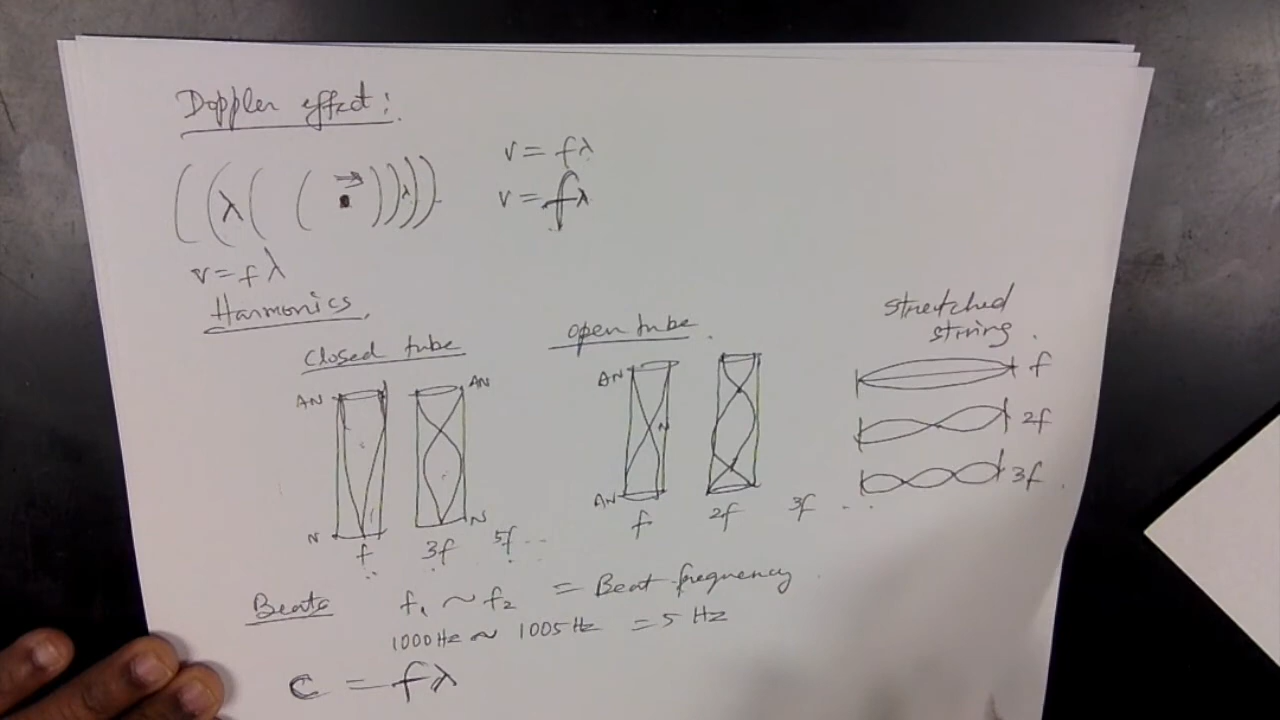 Doppler effect:
λ λ
v = fλ
v = fλ
v = fλ
Harmonics.
closed tube
open tube.
stretched
string.
AN AN
N N
f 3f 5f ...
AN
N
AN
f 2f 3f ...
f
2f
3f.
Beats f₁ ~ f₂ = Beat frequency.
1000 Hz ~ 1005 Hz = 5 Hz
c = fλ